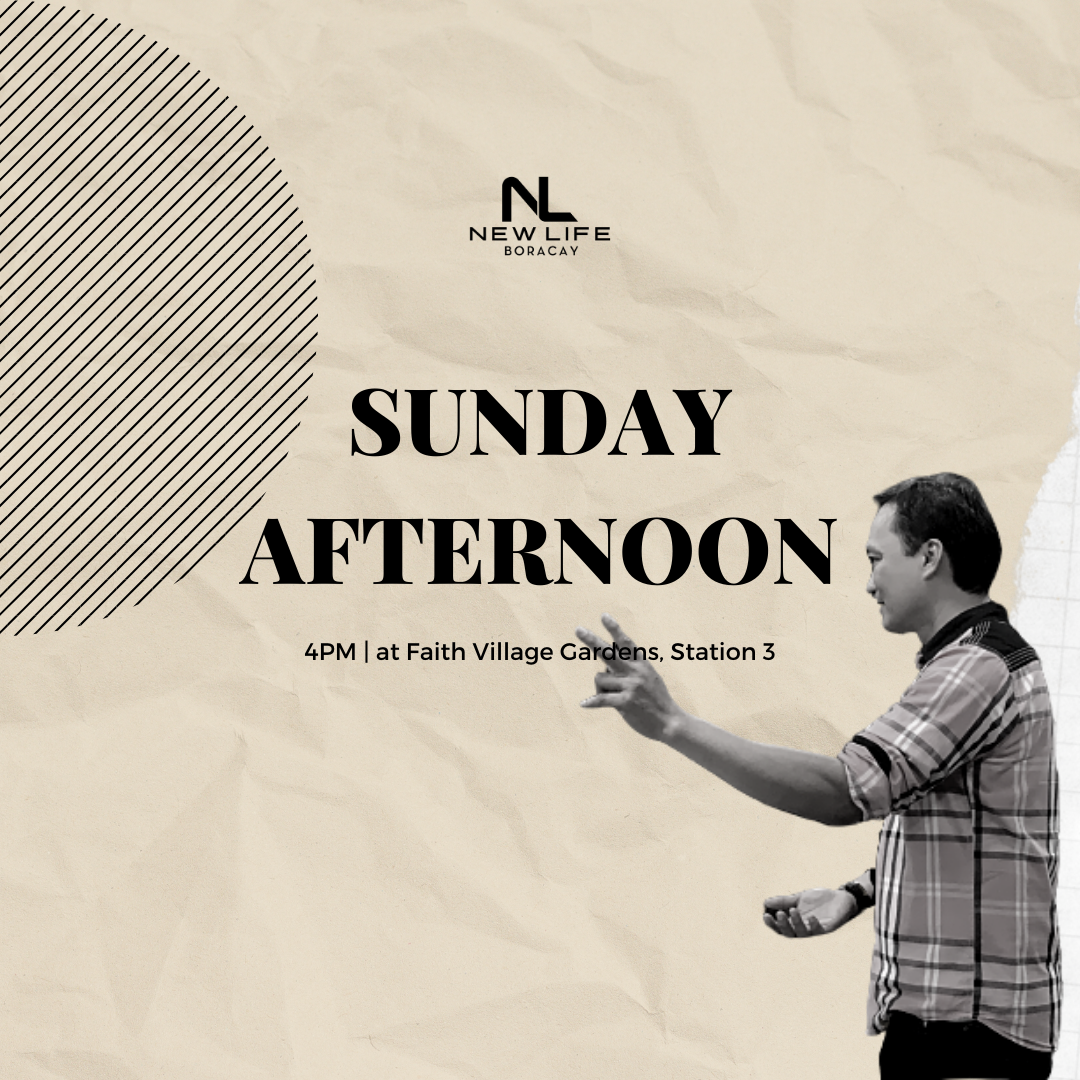 NL
NEW LIFE
BORACAY
SUNDAY
AFTERNOON
4PM | at Faith Village Gardens, Station 3